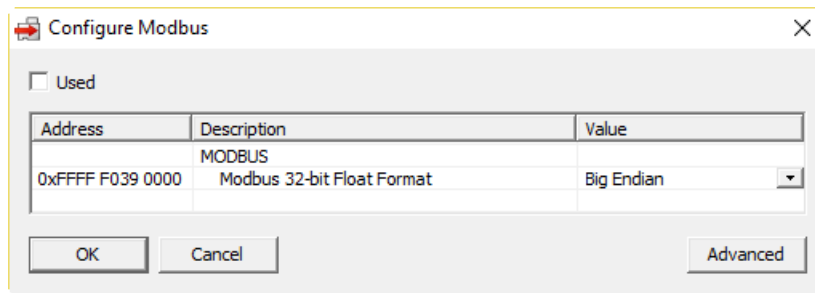 Configure Modbus
Used
Address Description Value
MODBUS
0xFFFF F039 0000 Modbus 32-bit Float Format Big Endian
OK Cancel Advanced